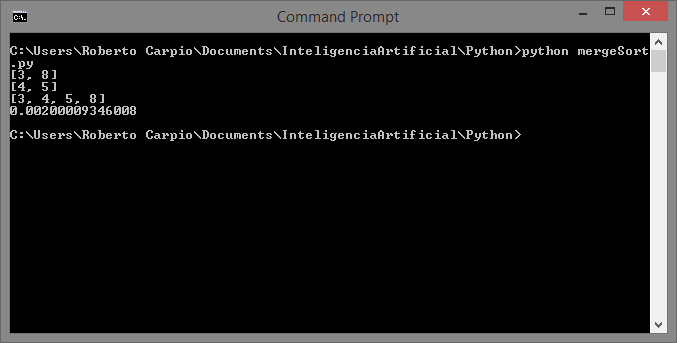 Command Prompt
C:\Users\Roberto Carpio\Documents\InteligenciaArtificial\Python>python mergeSort
.py
[3, 8]
[4, 5]
[3, 4, 5, 8]
0.00200009346008
C:\Users\Roberto Carpio\Documents\InteligenciaArtificial\Python>